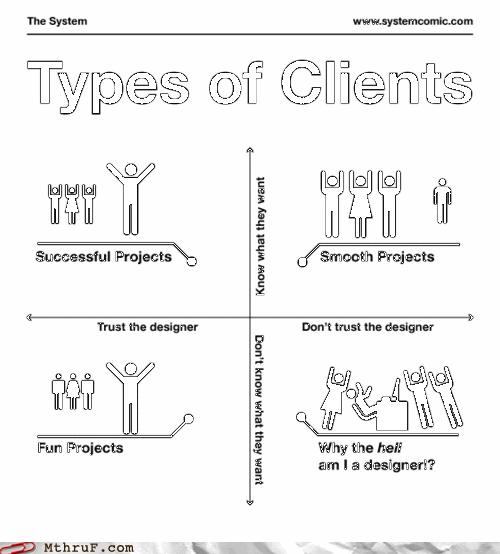 The System
www.systemcomic.com
Types of Clients
Know what they want
Successful Projects
Smooth Projects
Trust the designer
Don't trust the designer
Don't know what they want
Fun Projects
Why the hell
am I a designer!?
MThruF.com